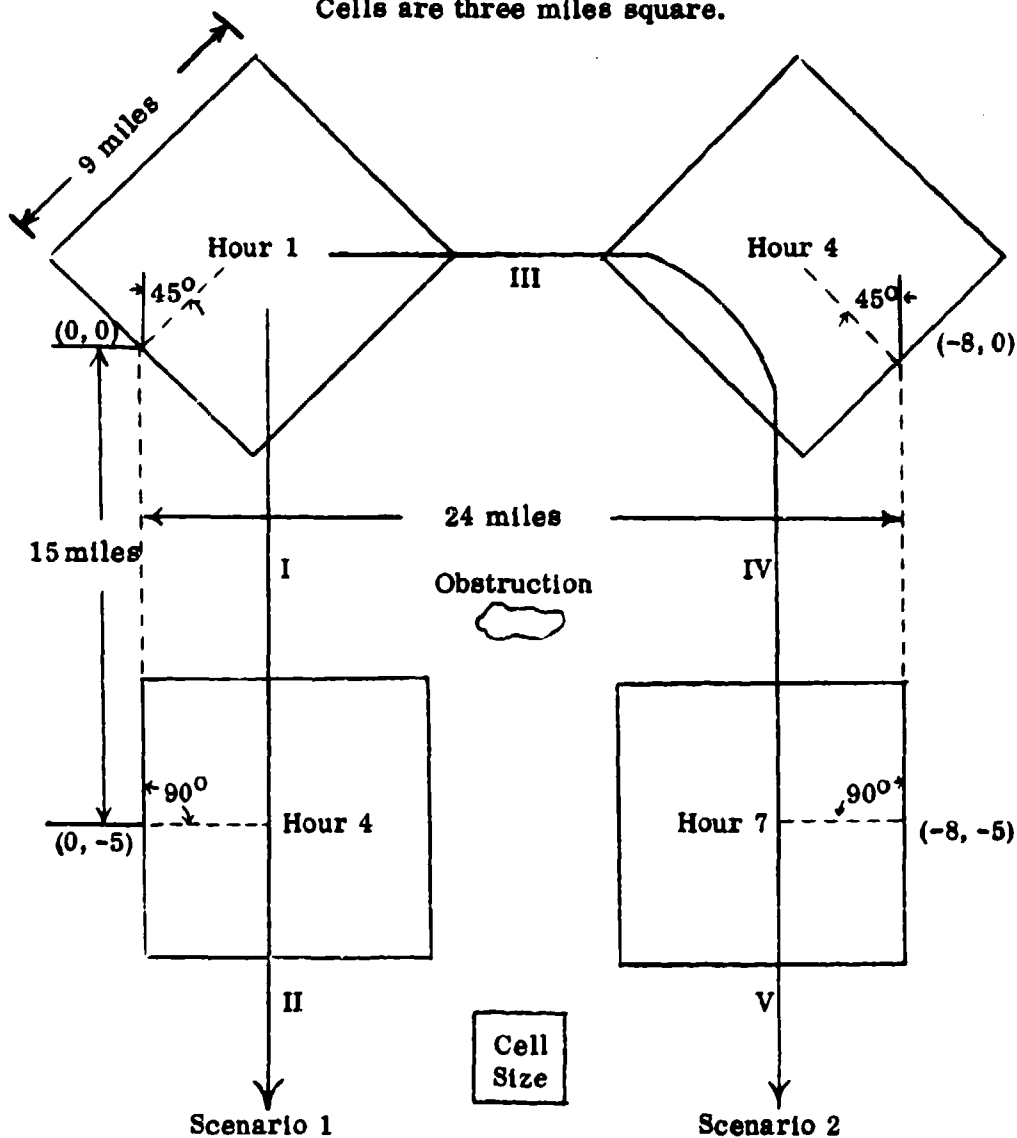 Cells are three miles square.
9 miles
Hour 1
Hour 4
III
45°
45°
(0, 0)
(-8, 0)
24 miles
15 miles
I
IV
Obstruction
90°
90°
Hour 4
Hour 7
(0, -5)
(-8, -5)
II
V
Cell
Size
Scenario 1
Scenario 2